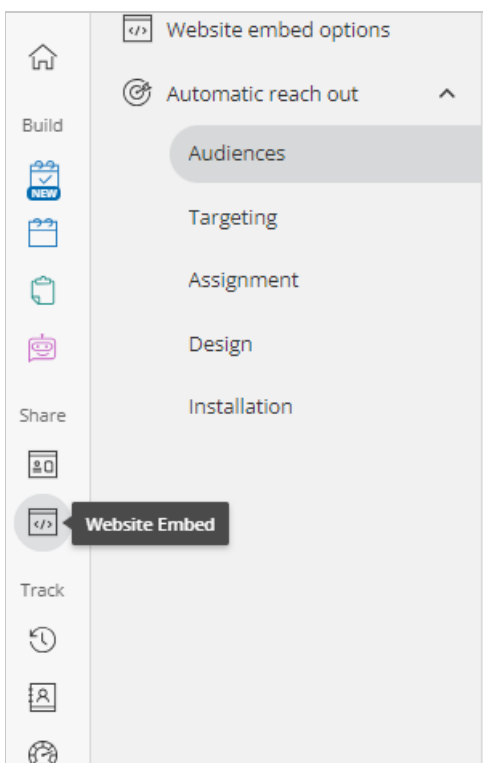 Website embed options
Automatic reach out
Build
Audiences
NEW
Targeting
Assignment
Design
Installation
Share
Website Embed
Track